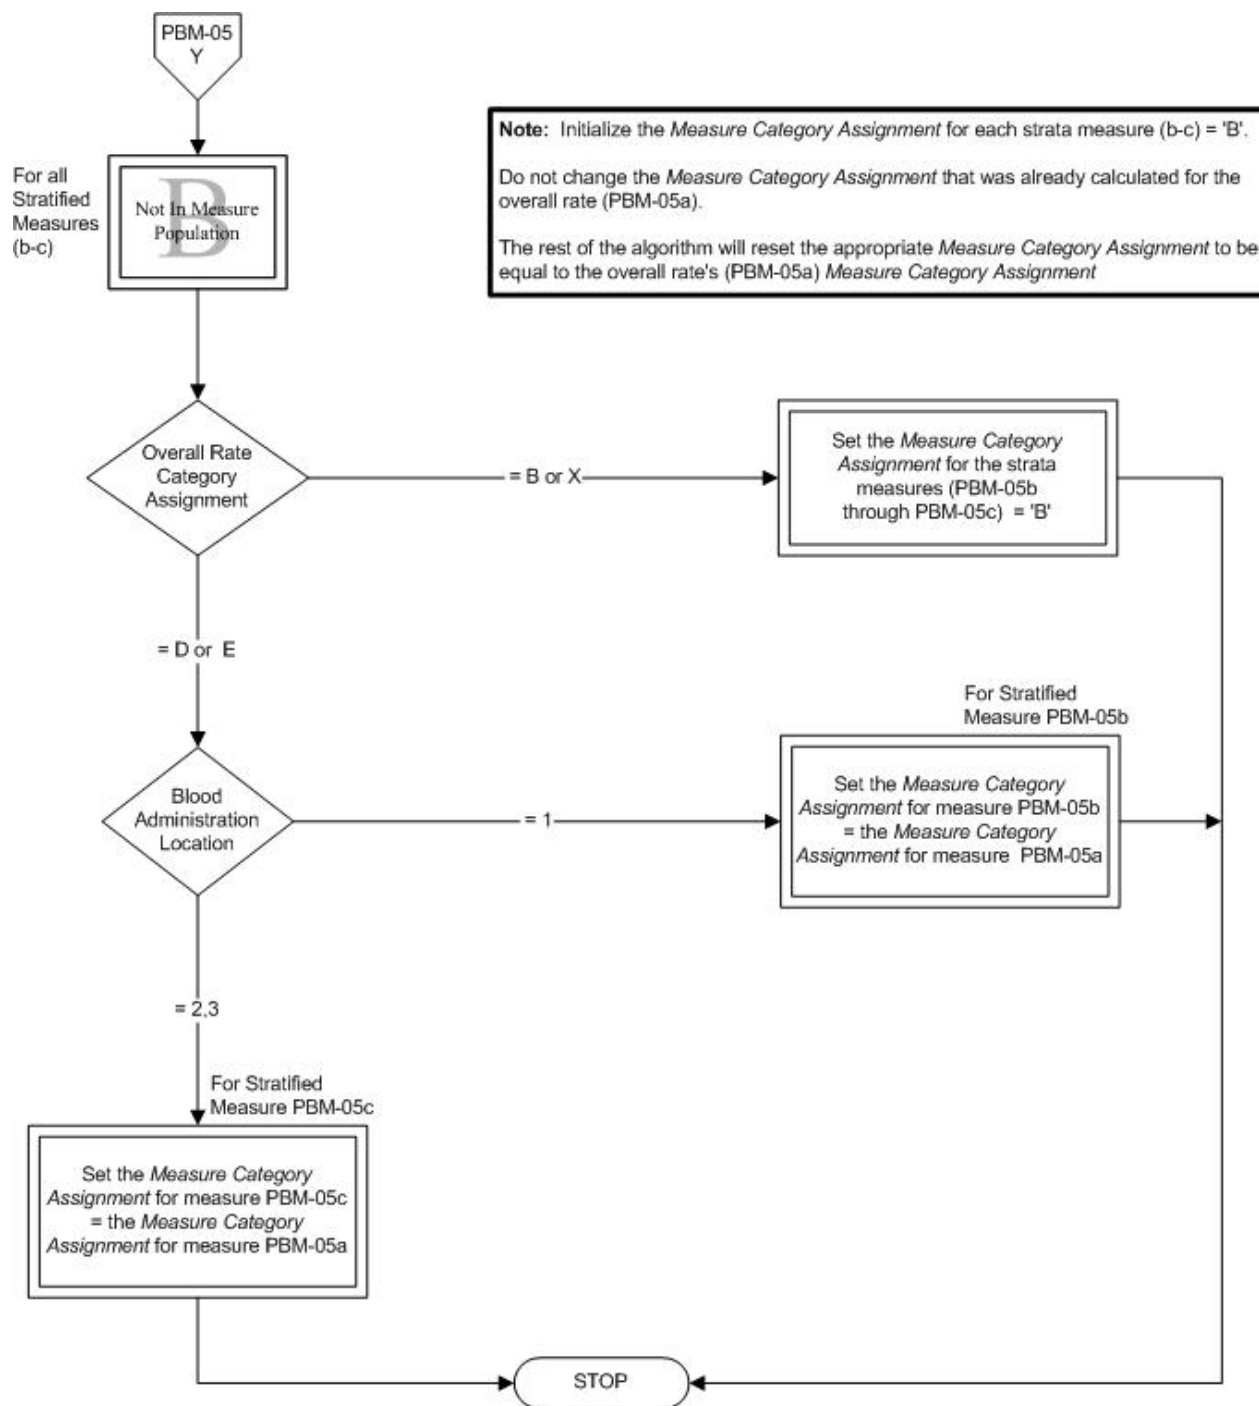 PBM-05
Y
Note: Initialize the Measure Category Assignment for each strata measure (b-c) = 'B'.
Do not change the Measure Category Assignment that was already calculated for the
overall rate (PBM-05a).
The rest of the algorithm will reset the appropriate Measure Category Assignment to be
equal to the overall rate's (PBM-05a) Measure Category Assignment
For all
Stratified
Measures
(b-c)
B
Not In Measure
Population
Overall Rate
Category
Assignment
= B or X
Set the Measure Category
Assignment for the strata
measures (PBM-05b
through PBM-05c) = 'B'
= D or E
For Stratified
Measure PBM-05b
Blood
Administration
Location
= 1
Set the Measure Category
Assignment for measure PBM-05b
= the Measure Category
Assignment for measure PBM-05a
= 2,3
For Stratified
Measure PBM-05c
Set the Measure Category
Assignment for measure PBM-05c
= the Measure Category
Assignment for measure PBM-05a
STOP